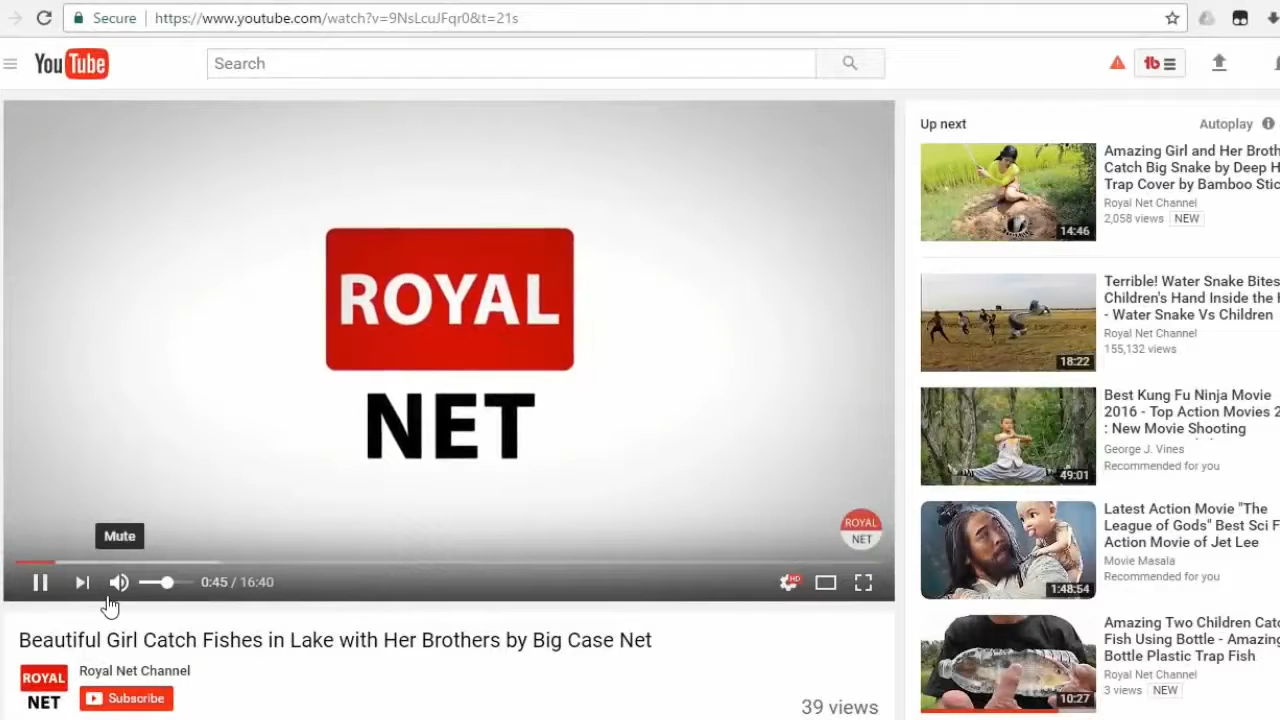 Secure
https://www.youtube.com/watch?v=9NsLcuJFqr0&t=21s
YouTube
Search
ROYAL
NET
ROYAL
NET
Mute
0:45 / 16:40
HD
Beautiful Girl Catch Fishes in Lake with Her Brothers by Big Case Net
ROYAL
NET
Royal Net Channel
Subscribe
39 views
Up next
Autoplay
14:46
Amazing Girl and Her Broth
Catch Big Snake by Deep H
Trap Cover by Bamboo Stic
Royal Net Channel
2,058 views NEW
18:22
Terrible! Water Snake Bites
Children's Hand Inside the
- Water Snake Vs Children
Royal Net Channel
155,132 views
49:01
Best Kung Fu Ninja Movie
2016 - Top Action Movies 2
: New Movie Shooting
George J. Vines
Recommended for you
1:48:54
Latest Action Movie "The
League of Gods" Best Sci F
Action Movie of Jet Lee
Movie Masala
Recommended for you
10:27
Amazing Two Children Catc
Fish Using Bottle - Amazing
Bottle Plastic Trap Fish
Royal Net Channel
3 views NEW